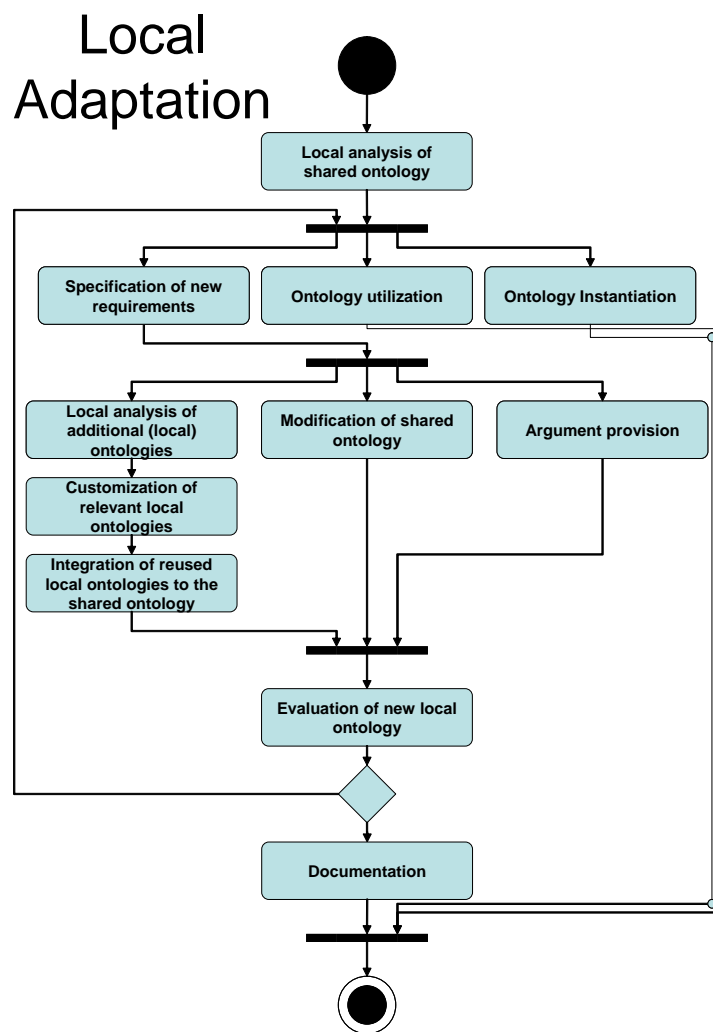 Local
Adaptation
Local analysis of
shared ontology
Specification of new
requirements
Ontology utilization
Ontology Instantiation
Local analysis of
additional (local)
ontologies
Modification of shared
ontology
Argument provision
Customization of
relevant local
ontologies
Integration of reused
local ontologies to the
shared ontology
Evaluation of new local
ontology
Documentation